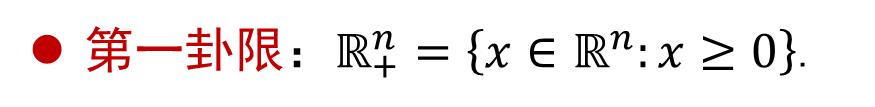 ● 第一卦限：ℝ₊ⁿ = {𝑥 ∈ ℝⁿ: 𝑥 ≥ 0}.